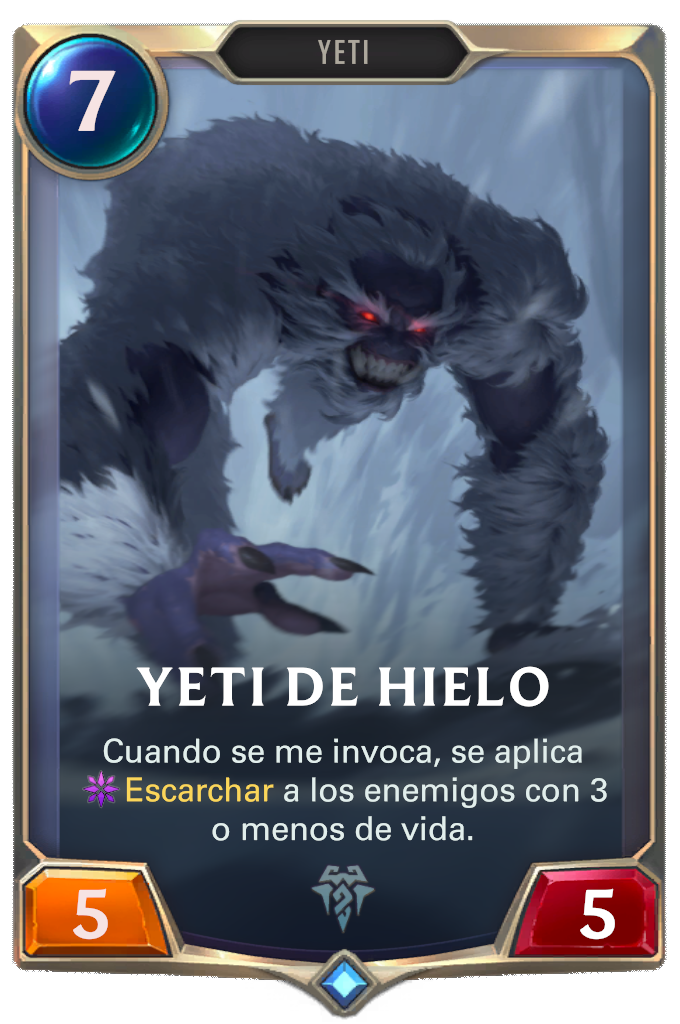 YETI
7
YETI DE HIELO
Cuando se me invoca, se aplica
Escarchar a los enemigos con 3
o menos de vida.
5
5